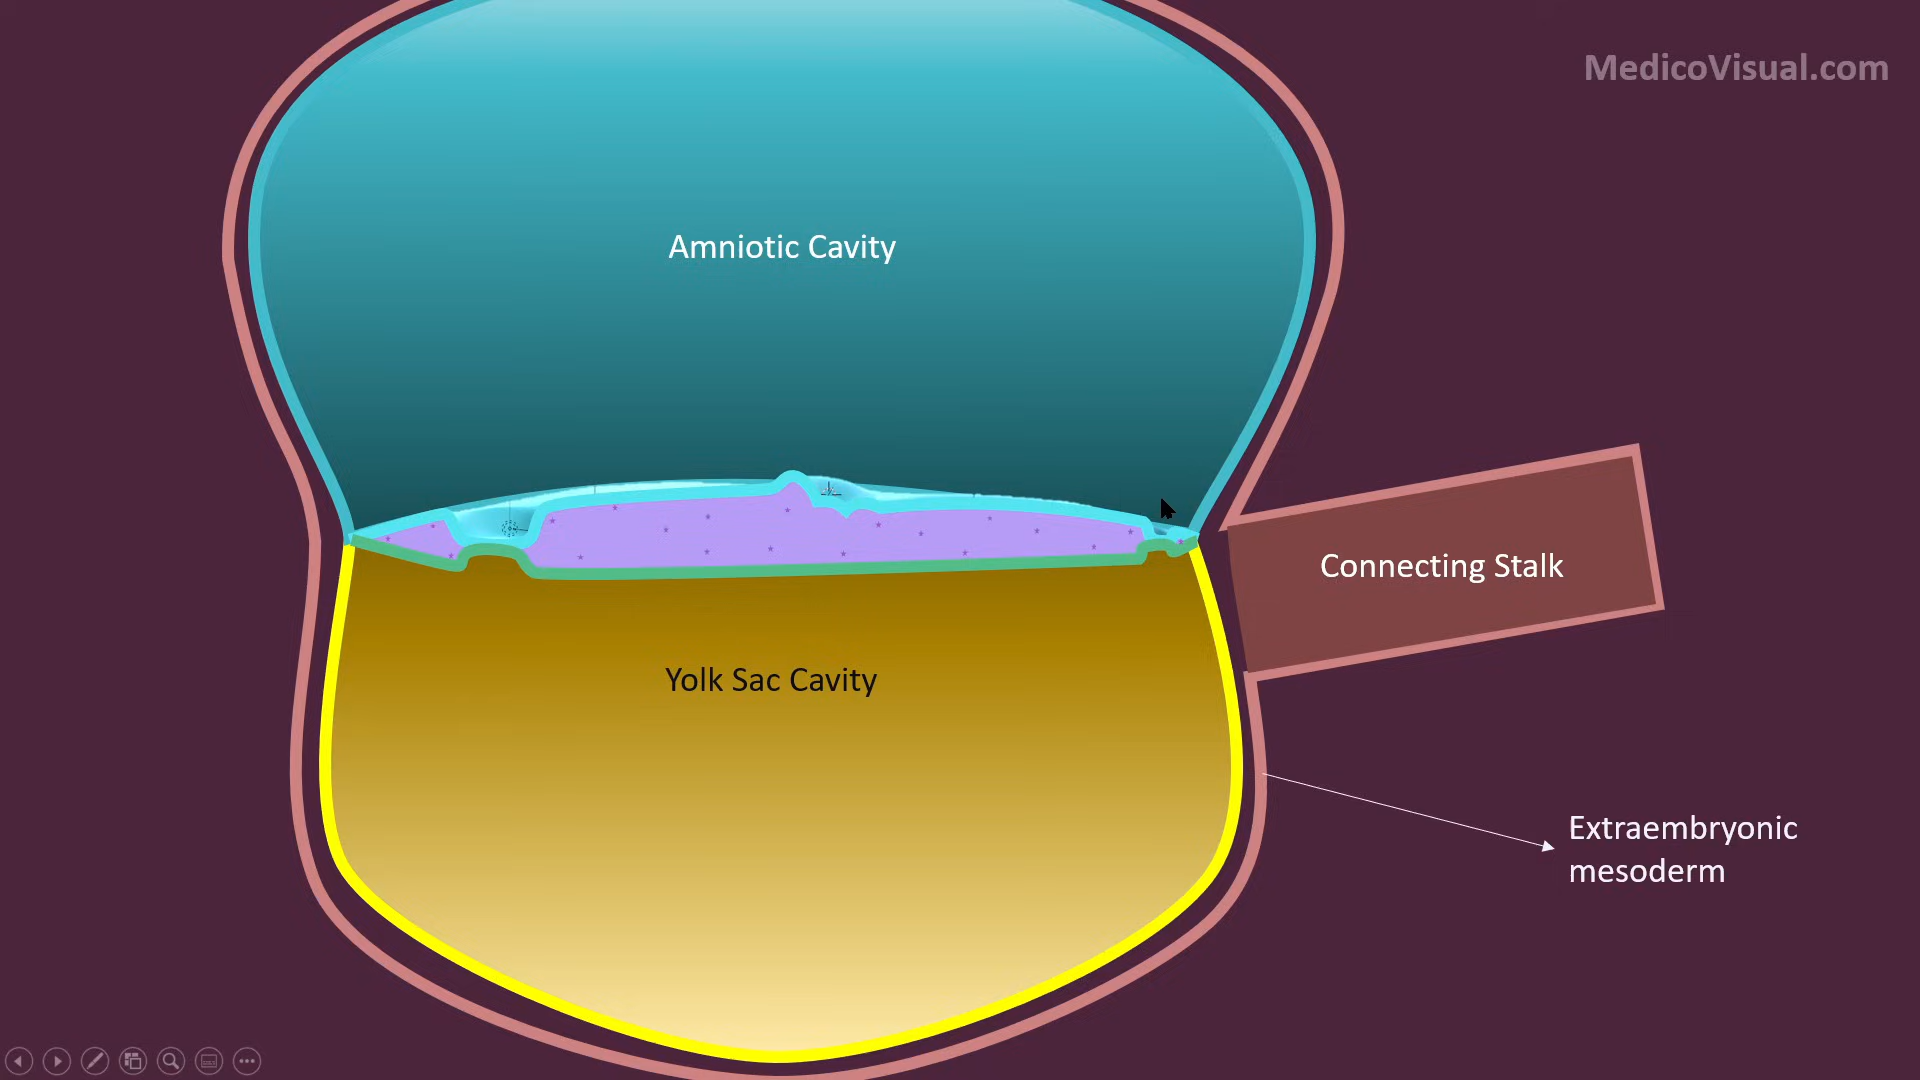 MedicoVisual.com
Amniotic Cavity
Connecting Stalk
Yolk Sac Cavity
Extraembryonic
mesoderm